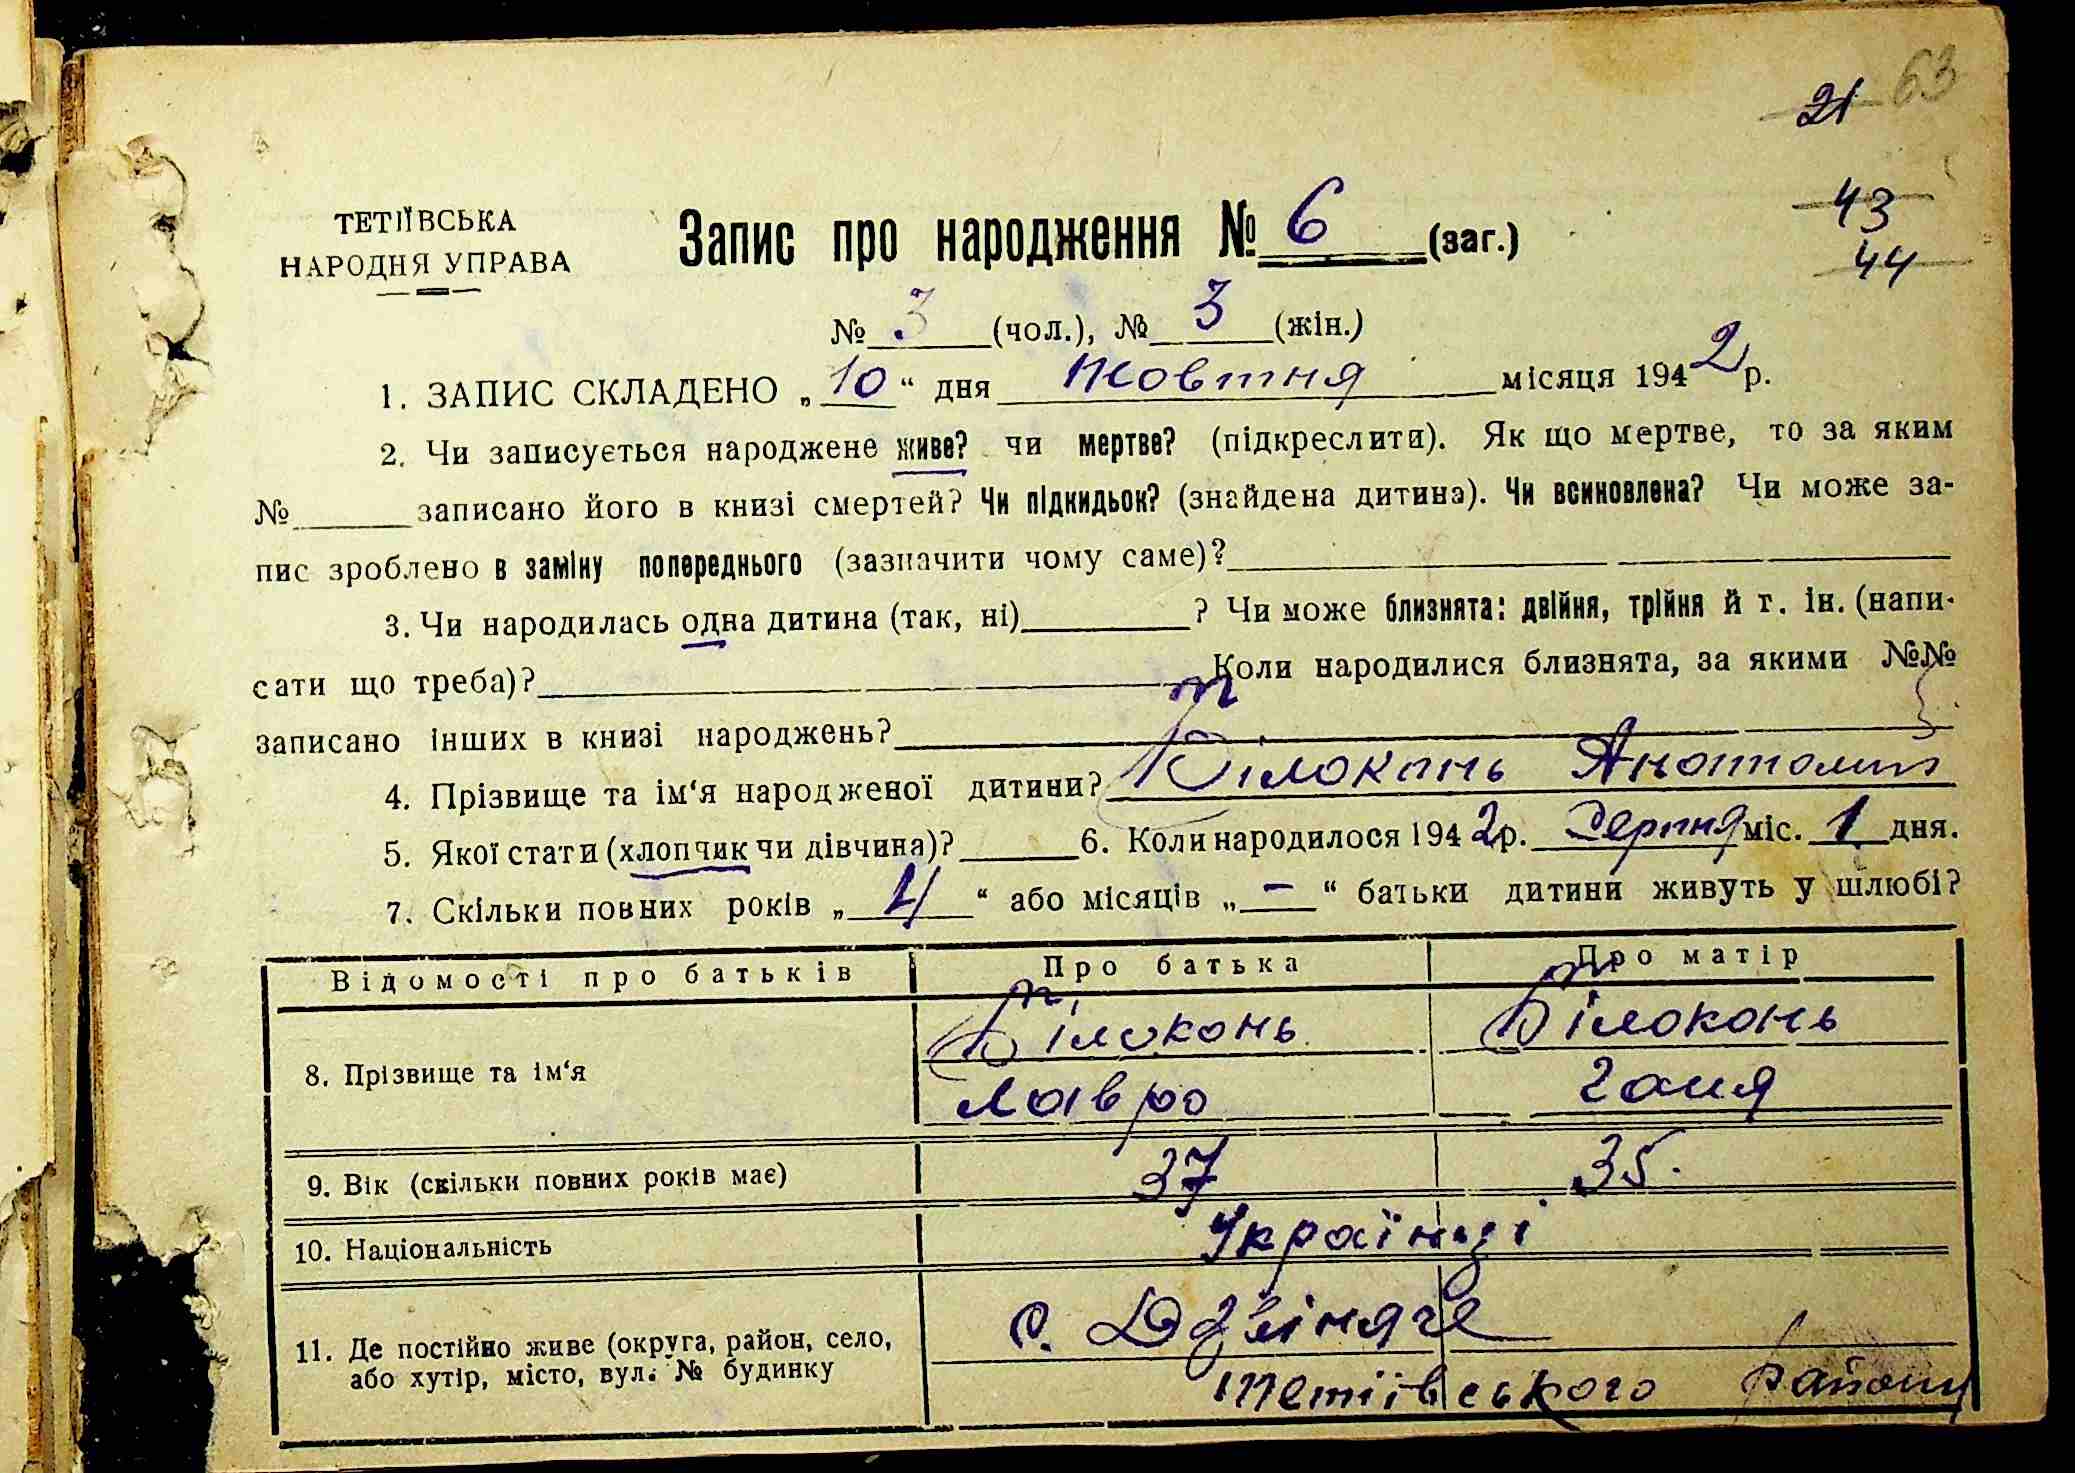 63
21
43
44
ТЕТІЇВСЬКА
НАРОДНЯ УПРАВА
Запис про народження № 6 (заг.)
№ 3 (чол.), № 3 (жін.)
1. ЗАПИС СКЛАДЕНО „10“ дня жовтня місяця 1942 р.
2. Чи записується народжене живе? чи мертве? (підкреслити). Як що мертве, то за яким
№ записано його в книзі смертей? Чи підкидьок? (знайдена дитина). Чи всиновлена? Чи може за-
пис зроблено в заміну попереднього (зазначити чому саме)?
3. Чи народилась одна дитина (так, ні) ? Чи може близнята: двійня, трійня й т. ін. (напи-
сати що треба)? Коли народилися близнята, за якими №№
записано інших в книзі народжень?
4. Прізвище та ім‘я народженої дитини? Білоконь Анатолий
5. Якої стати (хлопчик чи дівчина)? 6. Коли народилося 1942 р. Серпня міс. 1 дня.
7. Скільки повних років „4“ або місяців „—“ батьки дитини живуть у шлюбі?
Відомості про батьків Про батька Про матір
Білоконь Білоконь
8. Прізвище та ім‘я
Лавро Ганя
9. Вік (скільки повних років має) 37 35.
10. Національність Українці
11. Де постійно живе (округа, район, село, с. Дзвіняче
або хутір, місто, вул. № будинку Тетіївського району